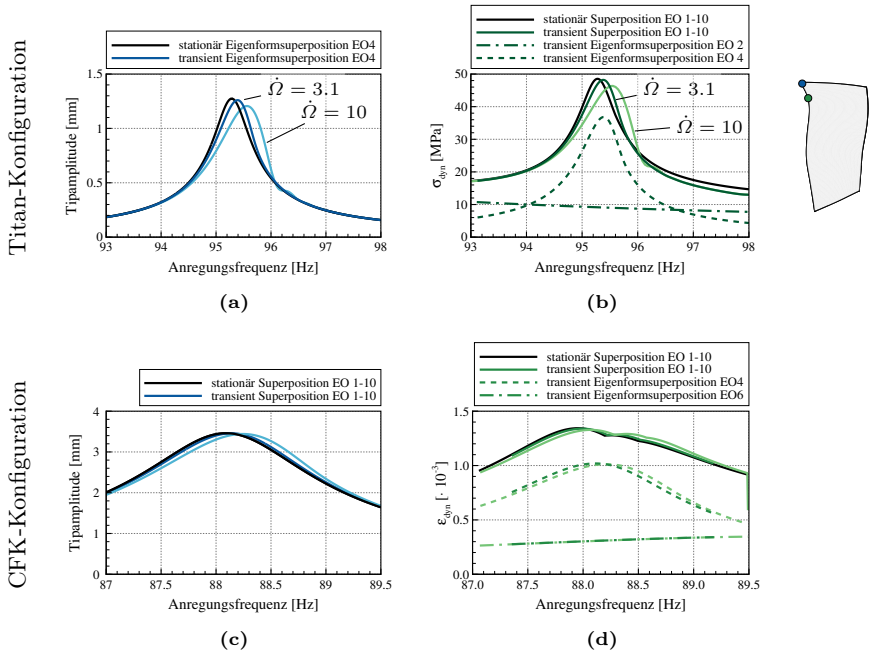 Titan-Konfiguration
stationär Eigenformsuperposition EO4
transient Eigenformsuperposition EO4
Tipamplitude [mm]
1.5
1
0.5
0
Ω̇ = 3.1
Ω̇ = 10
93 94 95 96 97 98
Anregungsfrequenz [Hz]
(a)
stationär Superposition EO 1-10
transient Superposition EO 1-10
transient Eigenformsuperposition EO 2
transient Eigenformsuperposition EO 4
σdyn [MPa]
50
40
30
20
10
0
Ω̇ = 3.1
Ω̇ = 10
93 94 95 96 97 98
Anregungsfrequenz [Hz]
(b)
CFK-Konfiguration
stationär Superposition EO 1-10
transient Superposition EO 1-10
Tipamplitude [mm]
4
3
2
1
0
87 87.5 88 88.5 89 89.5
Anregungsfrequenz [Hz]
(c)
stationär Superposition EO 1-10
transient Superposition EO 1-10
transient Eigenformsuperposition EO4
transient Eigenformsuperposition EO6
εdyn [· 10⁻³]
1.5
1.0
0.5
0.0
87.0 87.5 88.0 88.5 89.0 89.5
Anregungsfrequenz [Hz]
(d)